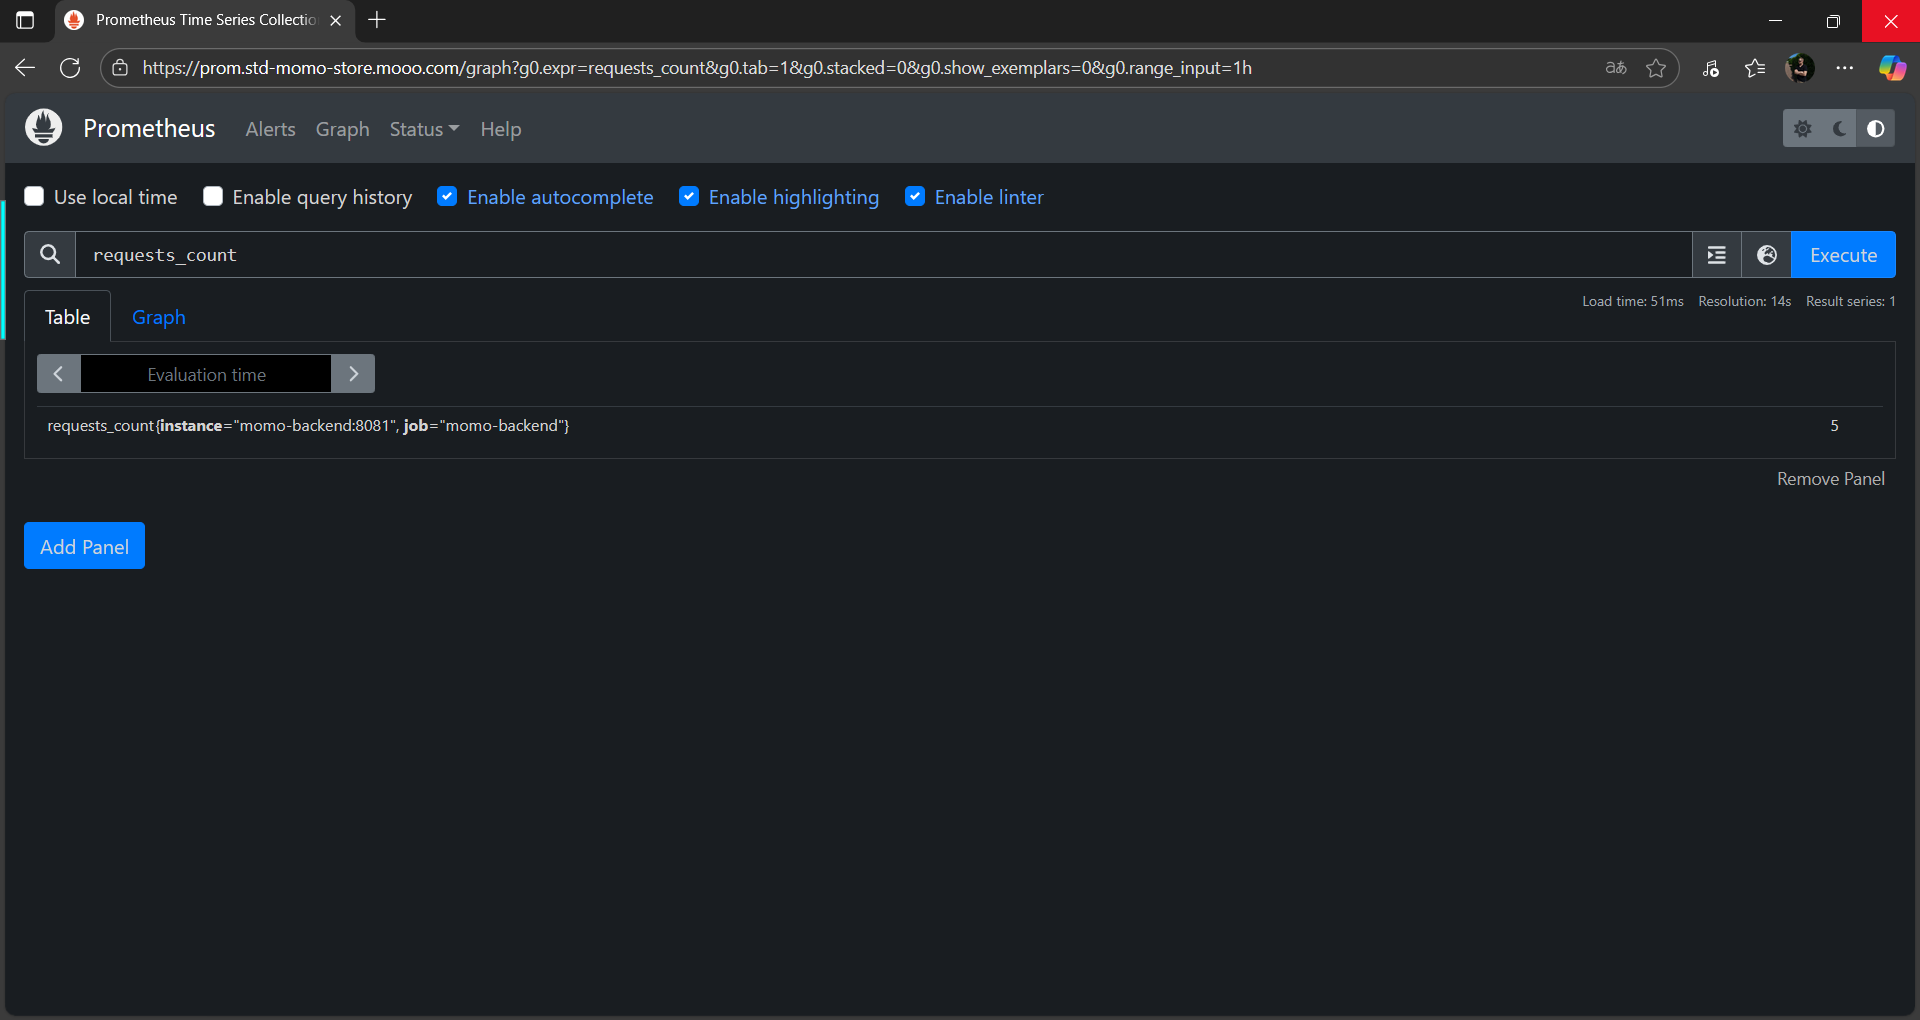 Prometheus Time Series Collectio
https://prom.std-momo-store.mooo.com/graph?g0.expr=requests_count&g0.tab=1&g0.stacked=0&g0.show_exemplars=0&g0.range_input=1h
aあ
Prometheus Alerts Graph Status Help
Use local time Enable query history Enable autocomplete Enable highlighting Enable linter
requests_count Execute
Table Graph
Load time: 51ms Resolution: 14s Result series: 1
Evaluation time
requests_count{instance="momo-backend:8081", job="momo-backend"} 5
Remove Panel
Add Panel